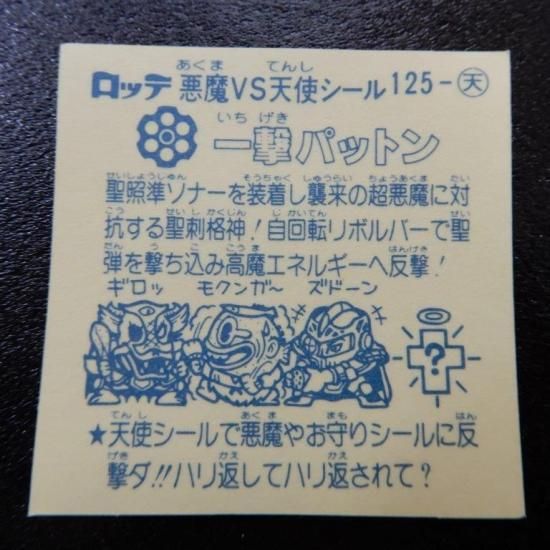 ロッテ 悪魔VS天使シール 125-天
一撃パットン
聖照準ソナーを装着し襲来の超悪魔に対
抗する聖刺格神!自回転リボルバーで聖
弾を撃ち込み高魔エネルギーへ反撃!
ギロッ モクンガ〜 ズドーン
?
★天使シールで悪魔やお守りシールに反
撃ダ!!ハリ返してハリ返されて?